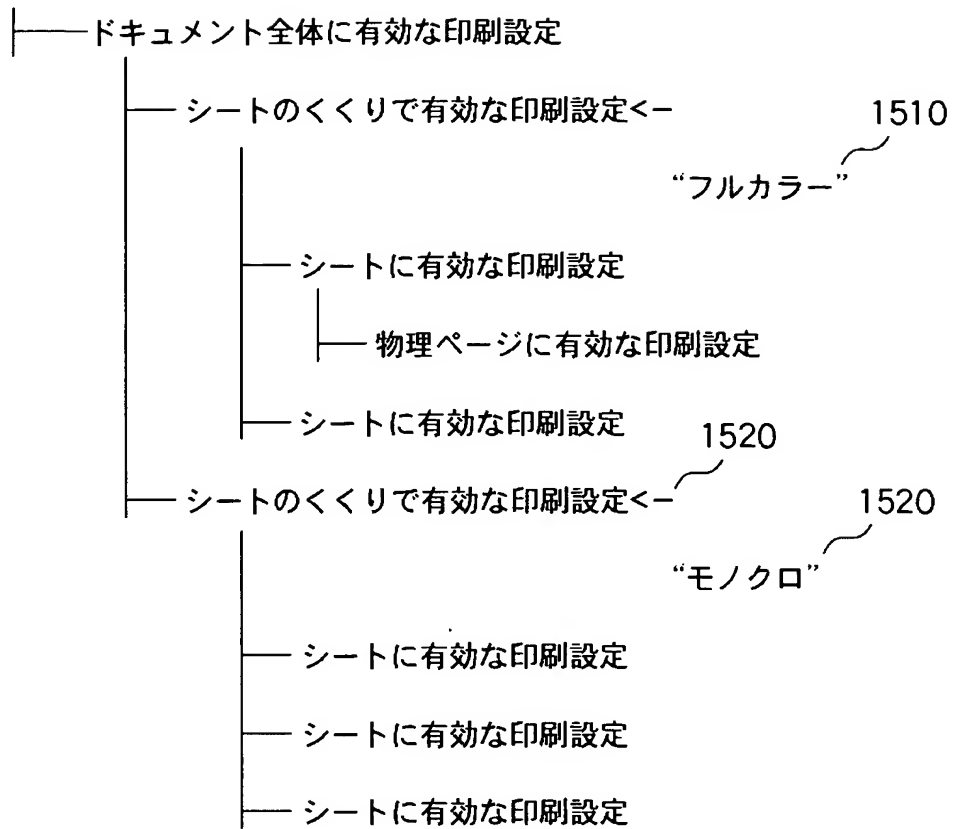 ドキュメント全体に有効な印刷設定
シートのくくりで有効な印刷設定<-
1510
“フルカラー”
シートに有効な印刷設定
物理ページに有効な印刷設定
シートに有効な印刷設定
1520
シートのくくりで有効な印刷設定<-
1520
“モノクロ”
シートに有効な印刷設定
シートに有効な印刷設定
シートに有効な印刷設定